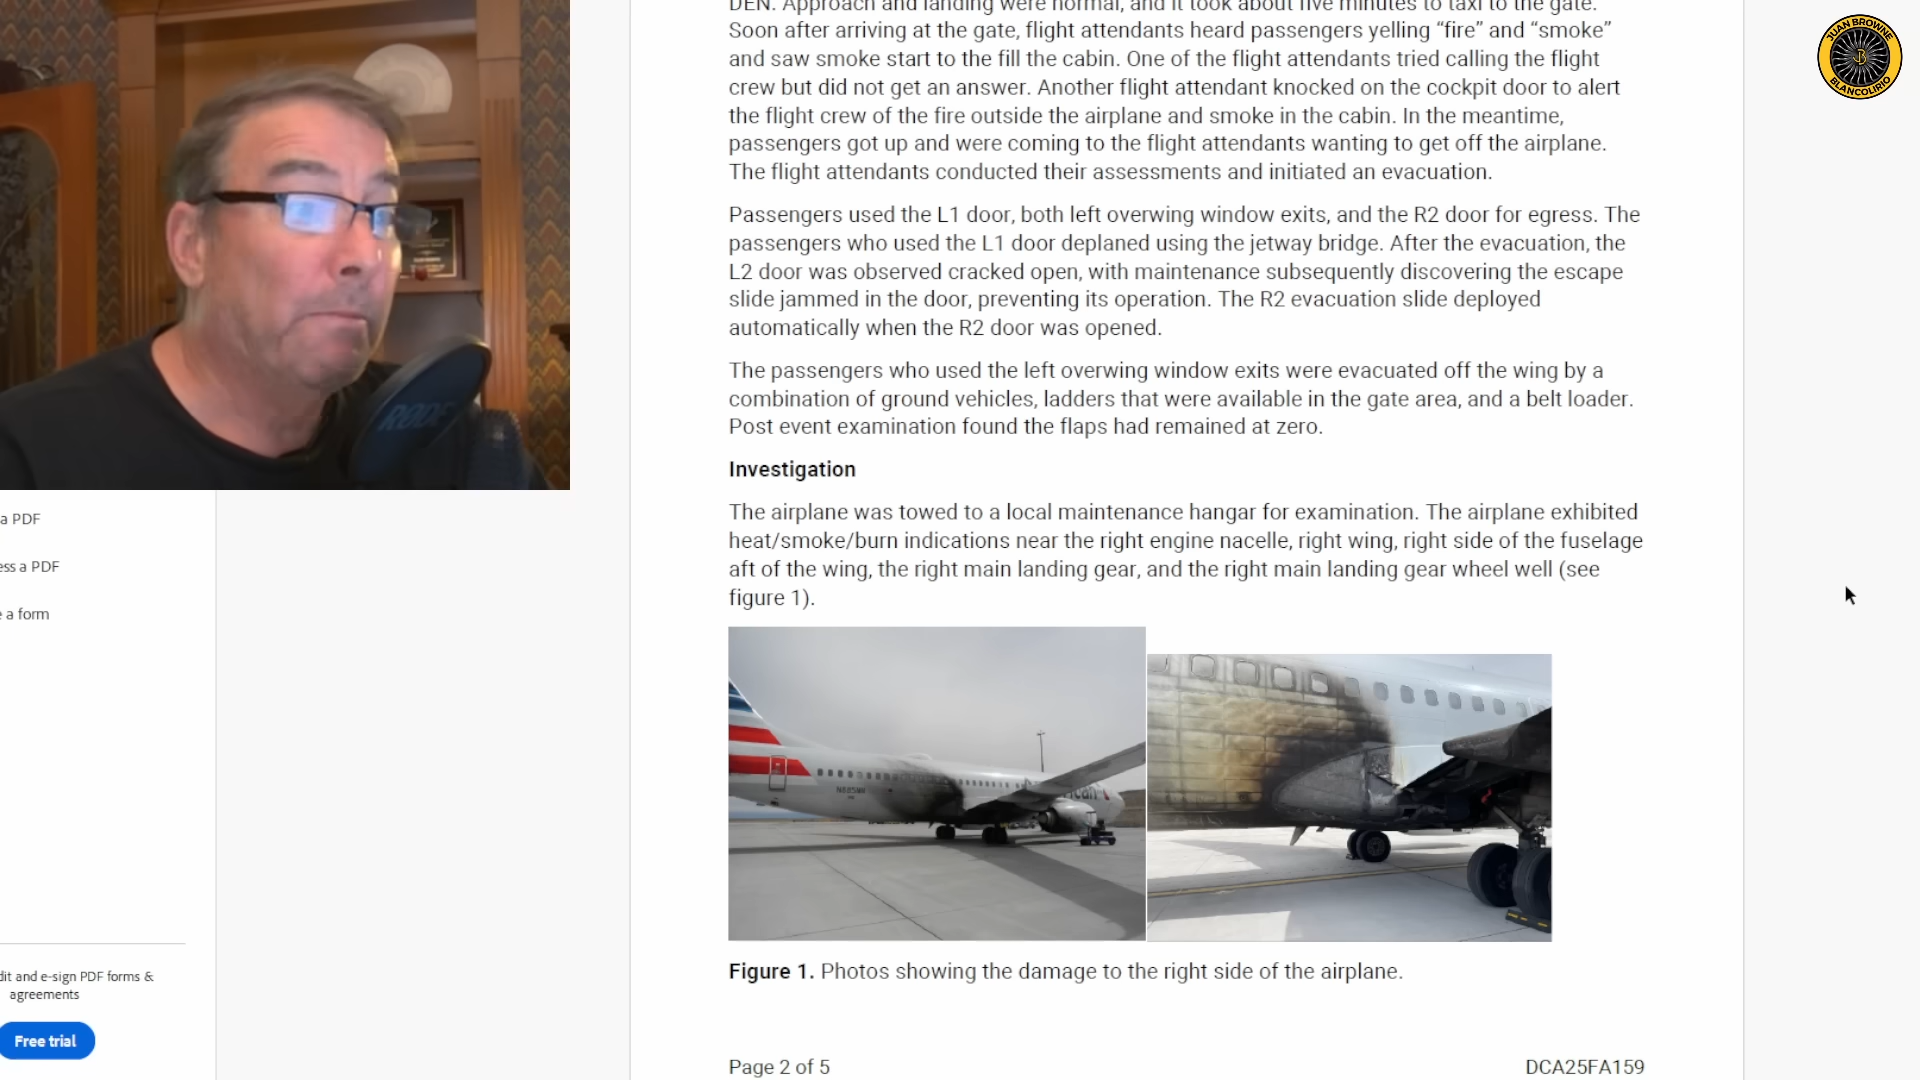 DEN. Approach and landing were normal, and it took about five minutes to taxi to the gate.
Soon after arriving at the gate, flight attendants heard passengers yelling “fire” and “smoke”
and saw smoke start to the fill the cabin. One of the flight attendants tried calling the flight
crew but did not get an answer. Another flight attendant knocked on the cockpit door to alert
the flight crew of the fire outside the airplane and smoke in the cabin. In the meantime,
passengers got up and were coming to the flight attendants wanting to get off the airplane.
The flight attendants conducted their assessments and initiated an evacuation.
Passengers used the L1 door, both left overwing window exits, and the R2 door for egress. The
passengers who used the L1 door deplaned using the jetway bridge. After the evacuation, the
L2 door was observed cracked open, with maintenance subsequently discovering the escape
slide jammed in the door, preventing its operation. The R2 evacuation slide deployed
automatically when the R2 door was opened.
The passengers who used the left overwing window exits were evacuated off the wing by a
combination of ground vehicles, ladders that were available in the gate area, and a belt loader.
Post event examination found the flaps had remained at zero.
Investigation
The airplane was towed to a local maintenance hangar for examination. The airplane exhibited
heat/smoke/burn indications near the right engine nacelle, right wing, right side of the fuselage
aft of the wing, the right main landing gear, and the right main landing gear wheel well (see
figure 1).
Figure 1. Photos showing the damage to the right side of the airplane.
Page 2 of 5
DCA25FA159
JUAN BROWNE
BLANCOLIRIO
RODE
a PDF
ess a PDF
e a form
dit and e-sign PDF forms &
agreements
Free trial